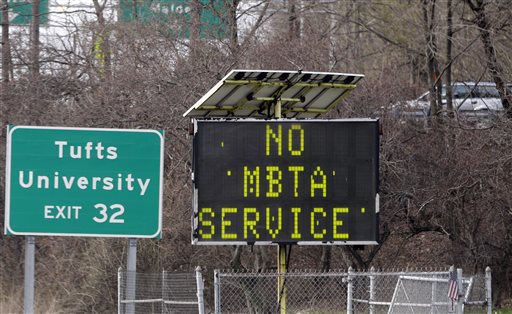 Tufts
University
EXIT 32
NO
MBTA
SERVICE